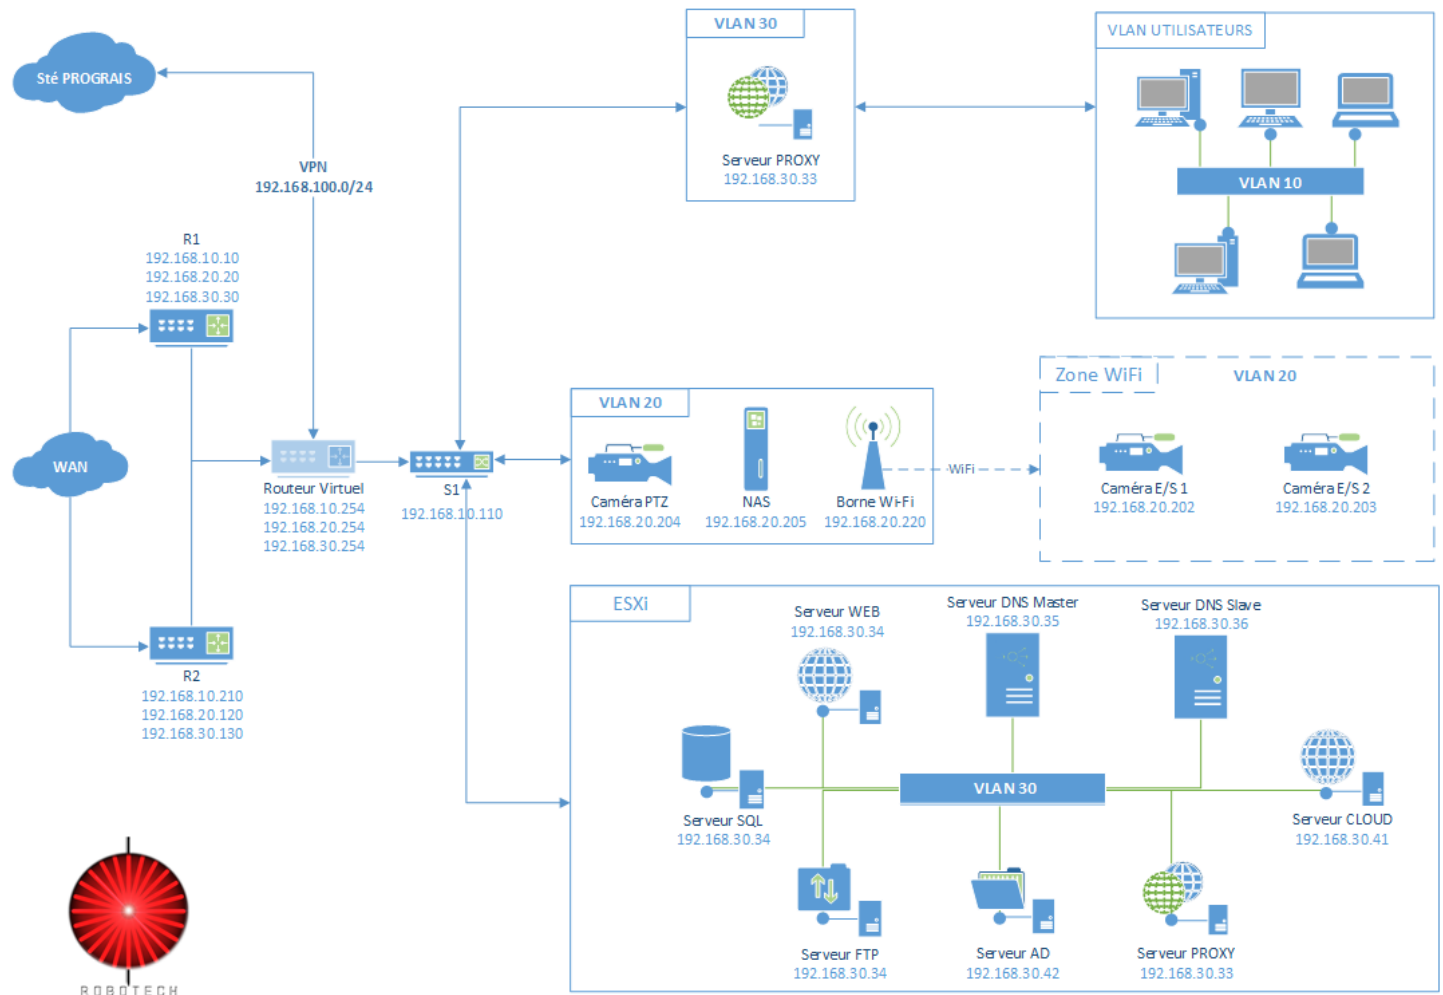 VLAN 30
Serveur PROXY
192.168.30.33
VLAN UTILISATEURS
VLAN 10
Sté PROGRAIS
VPN
192.168.100.0/24
R1
192.168.10.10
192.168.20.20
192.168.30.30
WAN
Routeur Virtuel
192.168.10.254
192.168.20.254
192.168.30.254
S1
192.168.10.110
R2
192.168.10.210
192.168.20.120
192.168.30.130
VLAN 20
Caméra PTZ
192.168.20.204
NAS
192.168.20.205
Borne Wi-Fi
192.168.20.220
WiFi
Zone WiFi
VLAN 20
Caméra E/S 1
192.168.20.202
Caméra E/S 2
192.168.20.203
ESXi
Serveur WEB
192.168.30.34
Serveur DNS Master
192.168.30.35
Serveur DNS Slave
192.168.30.36
VLAN 30
Serveur SQL
192.168.30.34
Serveur CLOUD
192.168.30.41
Serveur FTP
192.168.30.34
Serveur AD
192.168.30.42
Serveur PROXY
192.168.30.33
ROBOTECH